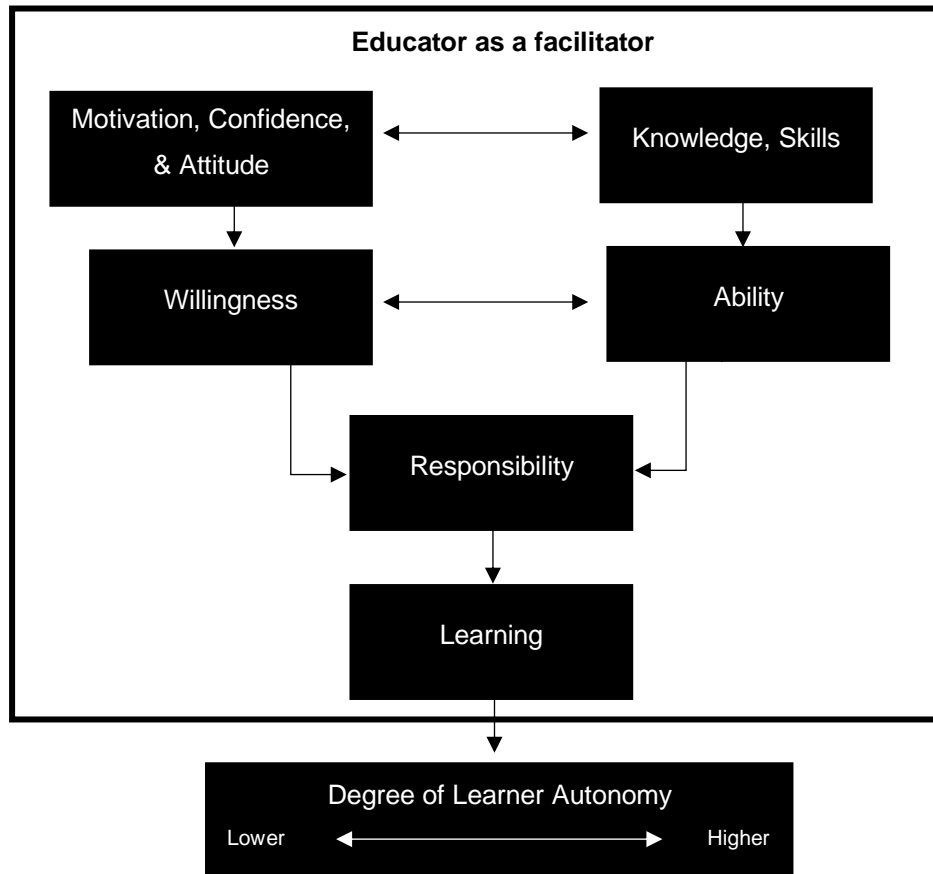 Educator as a facilitator
Motivation, Confidence,
& Attitude
Knowledge, Skills
Willingness
Ability
Responsibility
Learning
Degree of Learner Autonomy
Lower
Higher